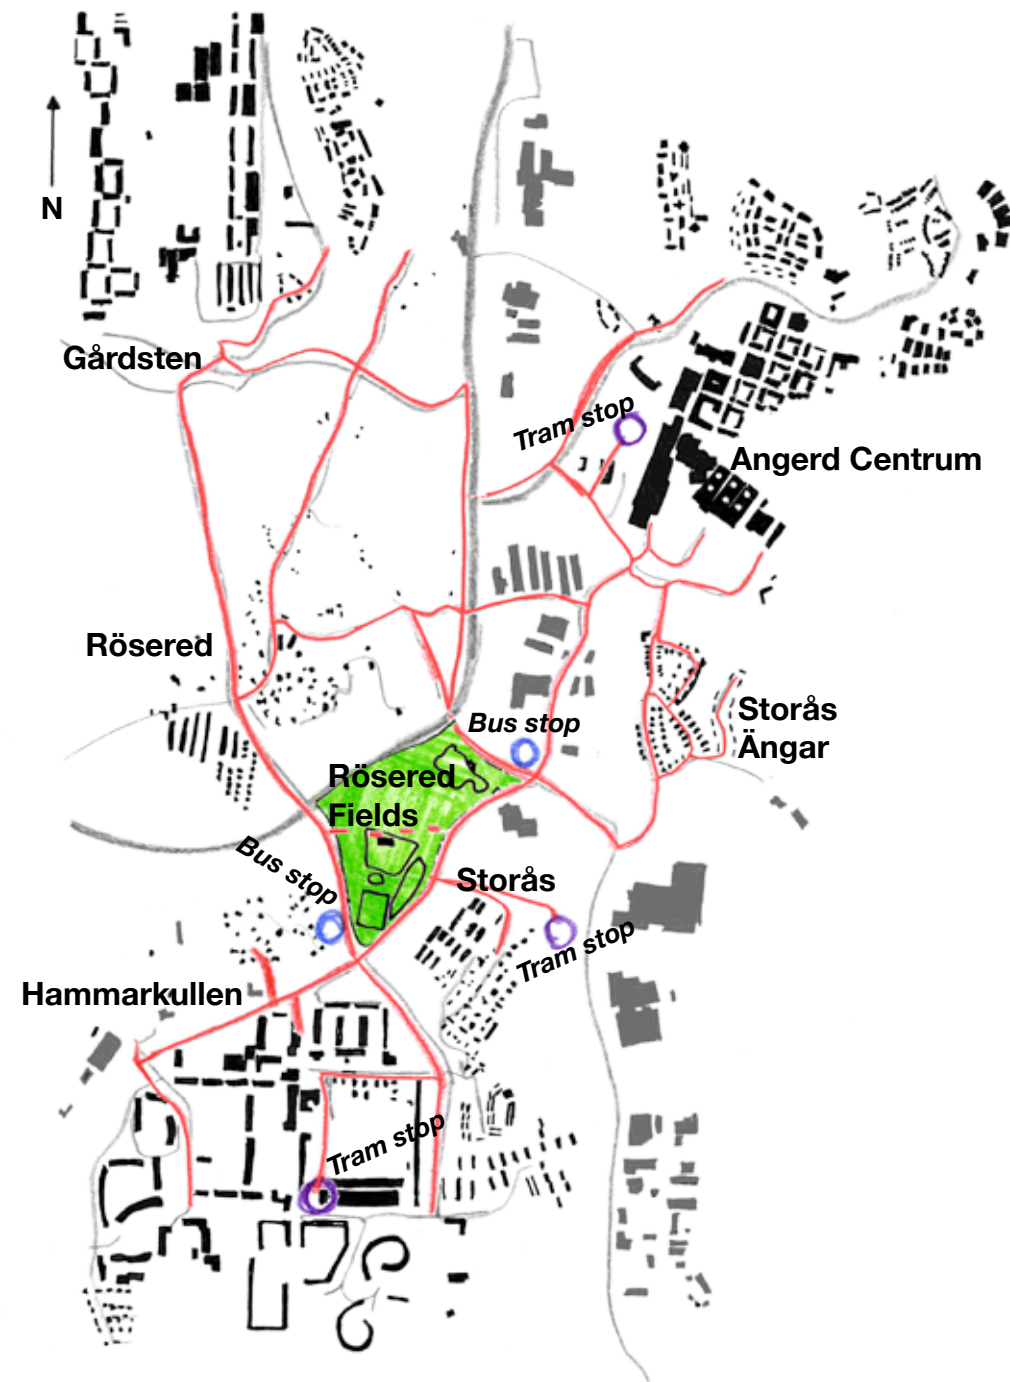 N
Gårdsten
Tram stop
Angerd Centrum
Rösered
Storås
Ängar
Bus stop
Rösered
Fields
Bus stop
Storås
Tram stop
Hammarkullen
Tram stop